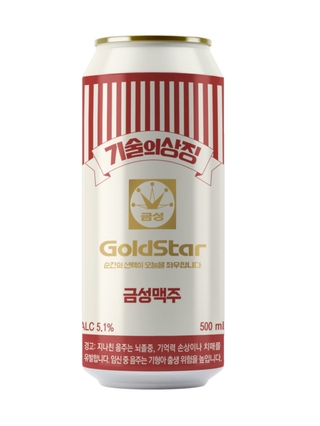 기술의상징
금성
GoldStar
순간의 선택이 오늘을 좌우합니다
금성맥주
ALC 5,1%
500 mL
경고: 지나친 음주는 뇌졸중, 기억력 손상이나 치매를
유발합니다. 임신 중 음주는 기형아 출생 위험을 높입니다.